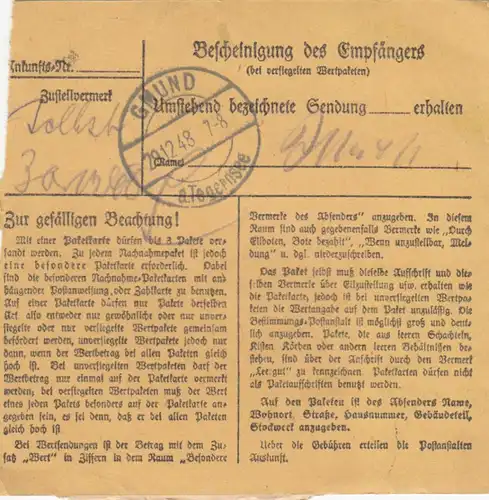 Bescheinigung des Empfängers
(bei versiegelten Wertpaketen)
Ankunfts-Nr.
Zustellvermerk
Umstehend bezeichnete Sendung erhalten
GMUND
29.12.48 7-8
a. Tegernsee
(Name)
Zur gefälligen Beachtung!
Mit einer Paketkarte dürfen bis 3 Pakete ver-
sandt werden. Zu jedem Nachnahmepaket ist jedoch
eine besondere Paketkarte erforderlich. Dabei
sind die besonderen Nachnahme-Paketkarten mit an-
hängender Postanweisung oder Zahlkarte zu benutzen.
Auf einer Paketkarte dürfen nur Pakete derselben
Art, also entweder nur gewöhnliche oder nur unver-
siegelte oder nur versiegelte Wertpakete gemeinsam
befördert werden, unversiegelte Wertpakete jedoch nur
dann, wenn der Wertbetrag bei allen Paketen gleich
hoch ist. Bei unversiegelten Wertpaketen darf der
Wertbetrag nur einmal auf der Paketkarte vermerkt
werden; bei versiegelten Wertpaketen muß der Wert
eines jeden Pakets besonders auf der Paketkarte an-
gegeben sein, es sei denn, daß er bei allen Paketen
gleich hoch ist
Bei Wertsendungen ist der Betrag mit dem Zu-
satz „Wert" in Ziffern in dem Raum „Besondere
Vermerke des Absenders" anzugeben. In diesem
Raum sind auch gegebenenfalls Vermerke wie „Durch
Eilboten, Bote bezahlt", „Wenn unzustellbar, Mel-
dung" u. dgl. niederzuschreiben.
Das Paket selbst muß dieselbe Aufschrift und die-
selben Vermerke über Eilzustellung usw. erhalten wie
die Paketkarte, jedoch ist bei unversiegelten Wertpa-
keten die Wertangabe auf dem Paket unzulässig. Die
Bestimmungs-Postanstalt ist möglichst groß und deut-
lich anzugeben. Pakete, die aus leeren Schachteln,
Kisten, Körben oder anderen leeren Behältnissen be-
stehen, sind über der Anschrift durch den Vermerk
„Leergut" zu kennzeichnen. Paketkarten dürfen nicht
als Paketaufschriften benutzt werden.
Auf den Paketen ist des Absenders Name,
Wohnort, Straße, Hausnummer, Gebäudeteil,
Stockwerk anzugeben.
Ueber die Gebühren erteilen die Postanstalten
Auskunft.